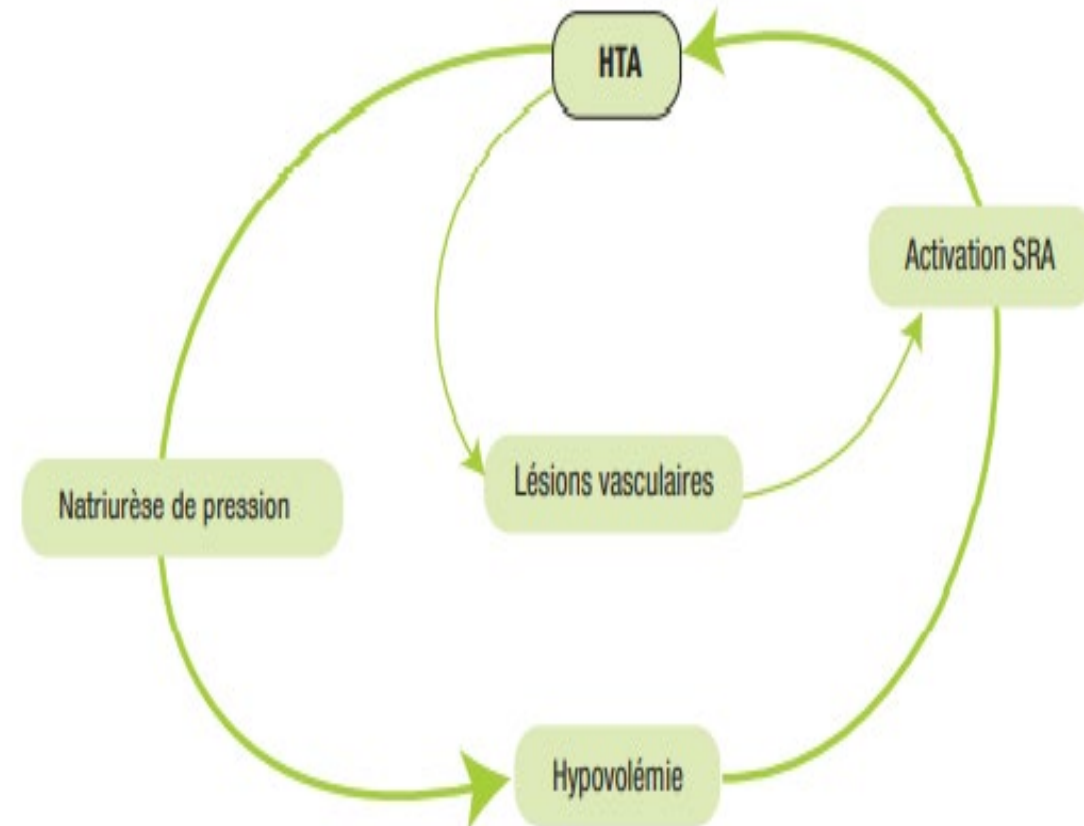 HTA
Activation SRA
Lésions vasculaires
Natriurèse de pression
Hypovolémie